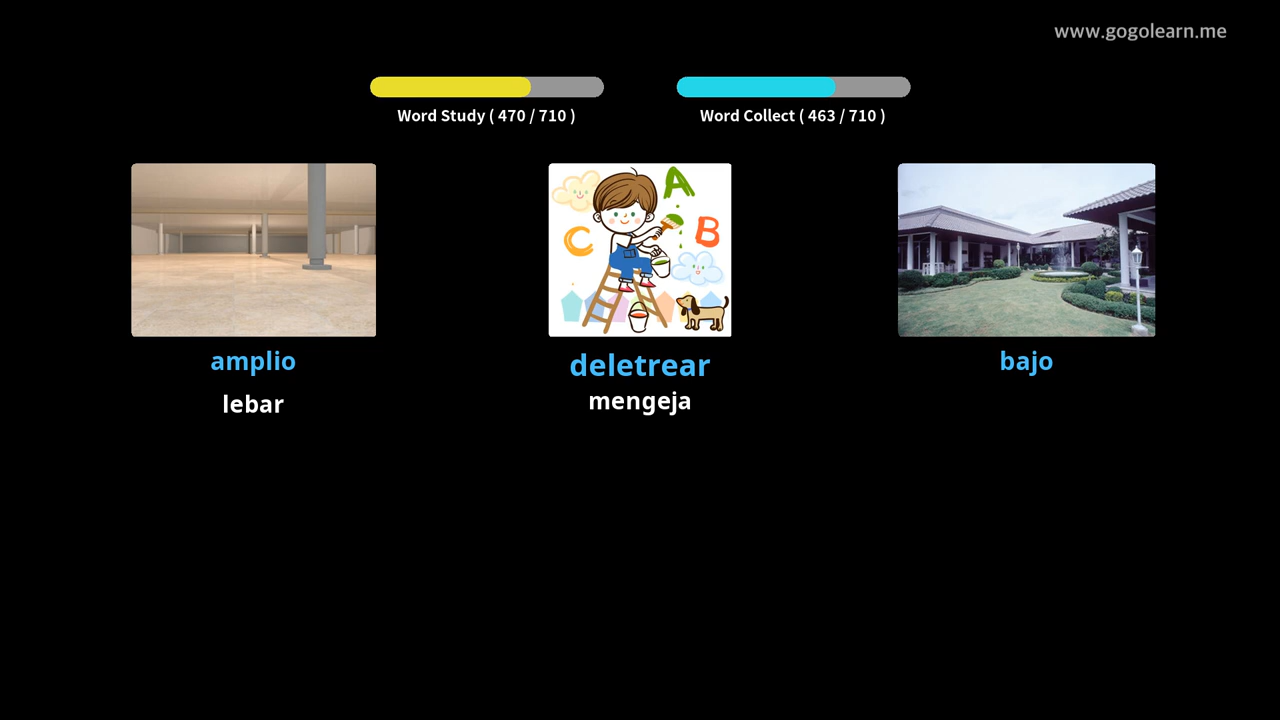 www.gogolearn.me
Word Study ( 470 / 710 )
Word Collect ( 463 / 710 )
A
B
C
amplio
deletrear
bajo
lebar
mengeja